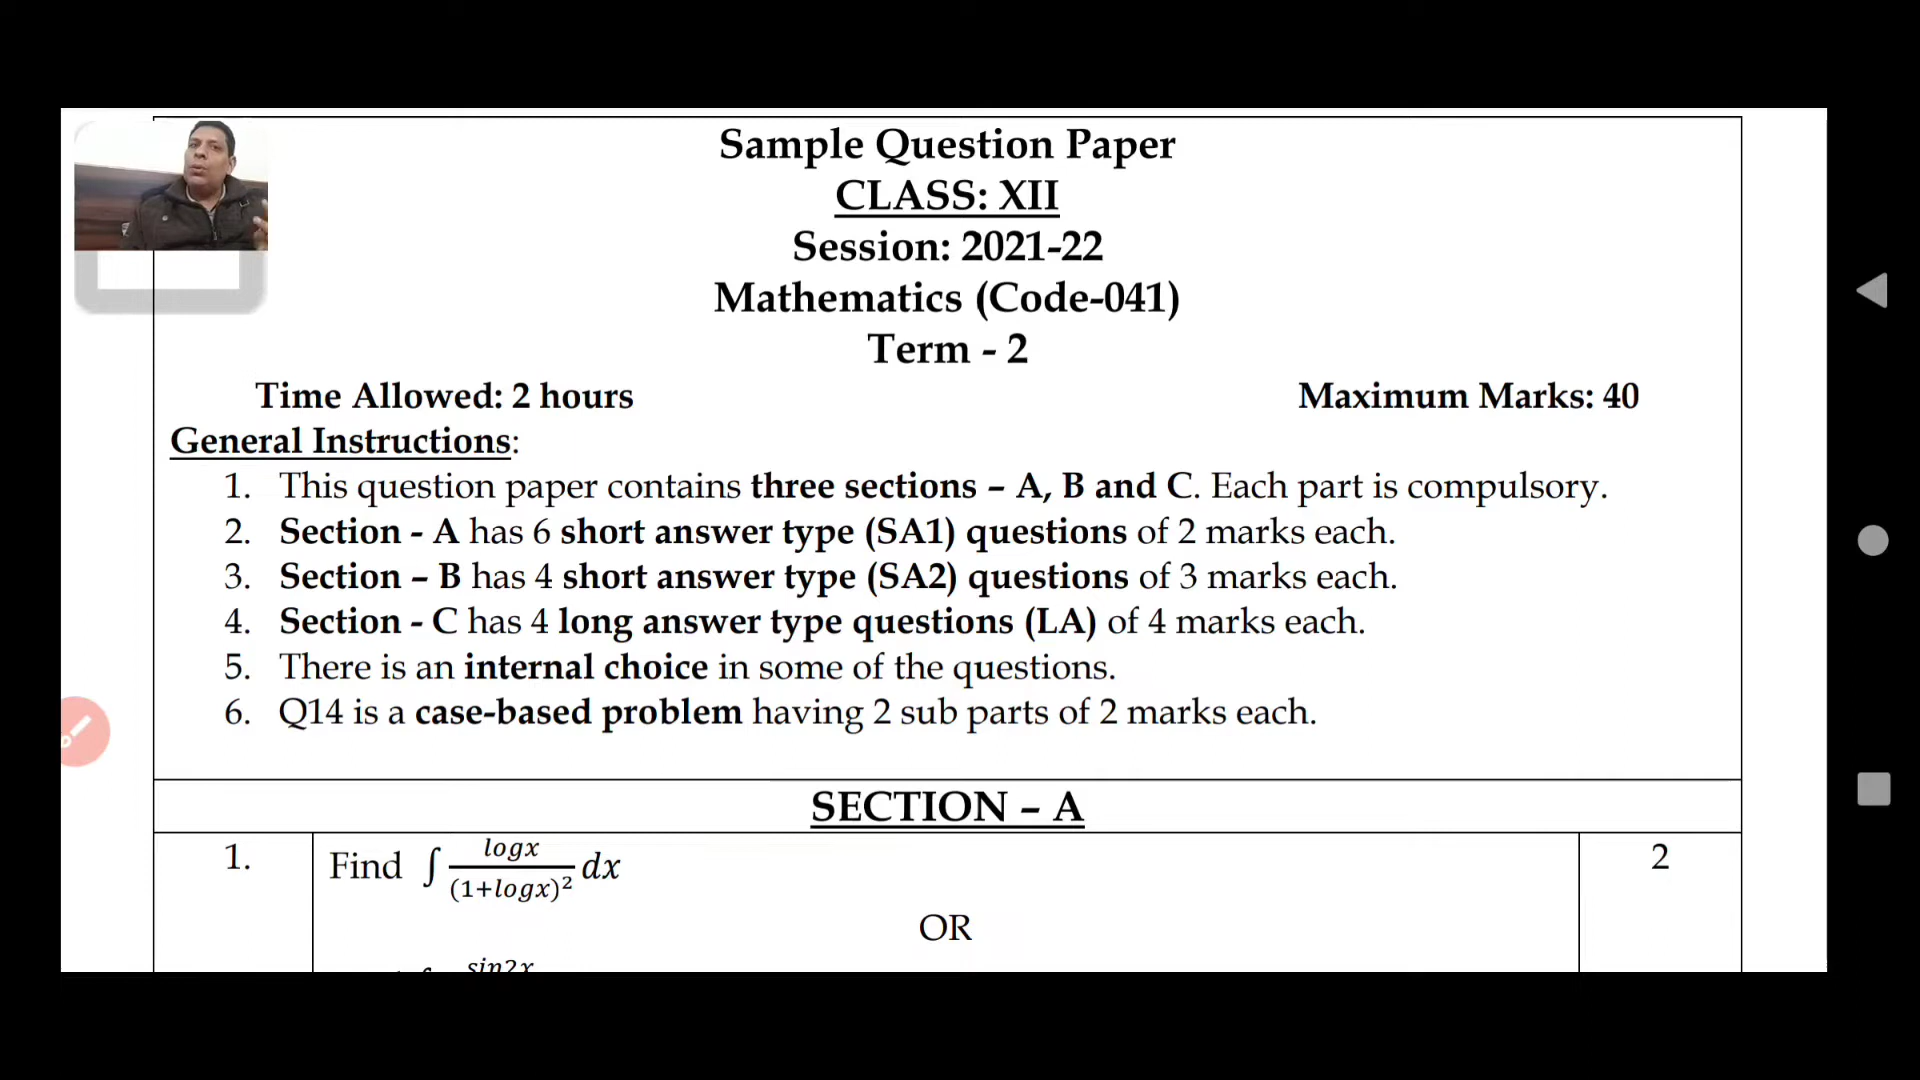 Sample Question Paper
CLASS: XII
Session: 2021-22
Mathematics (Code-041)
Term - 2
Time Allowed: 2 hours Maximum Marks: 40
General Instructions:
1. This question paper contains three sections – A, B and C. Each part is compulsory.
2. Section - A has 6 short answer type (SA1) questions of 2 marks each.
3. Section – B has 4 short answer type (SA2) questions of 3 marks each.
4. Section - C has 4 long answer type questions (LA) of 4 marks each.
5. There is an internal choice in some of the questions.
6. Q14 is a case-based problem having 2 sub parts of 2 marks each.
SECTION – A
1. Find ∫ logx/(1+logx)² dx 2
OR
sin2x